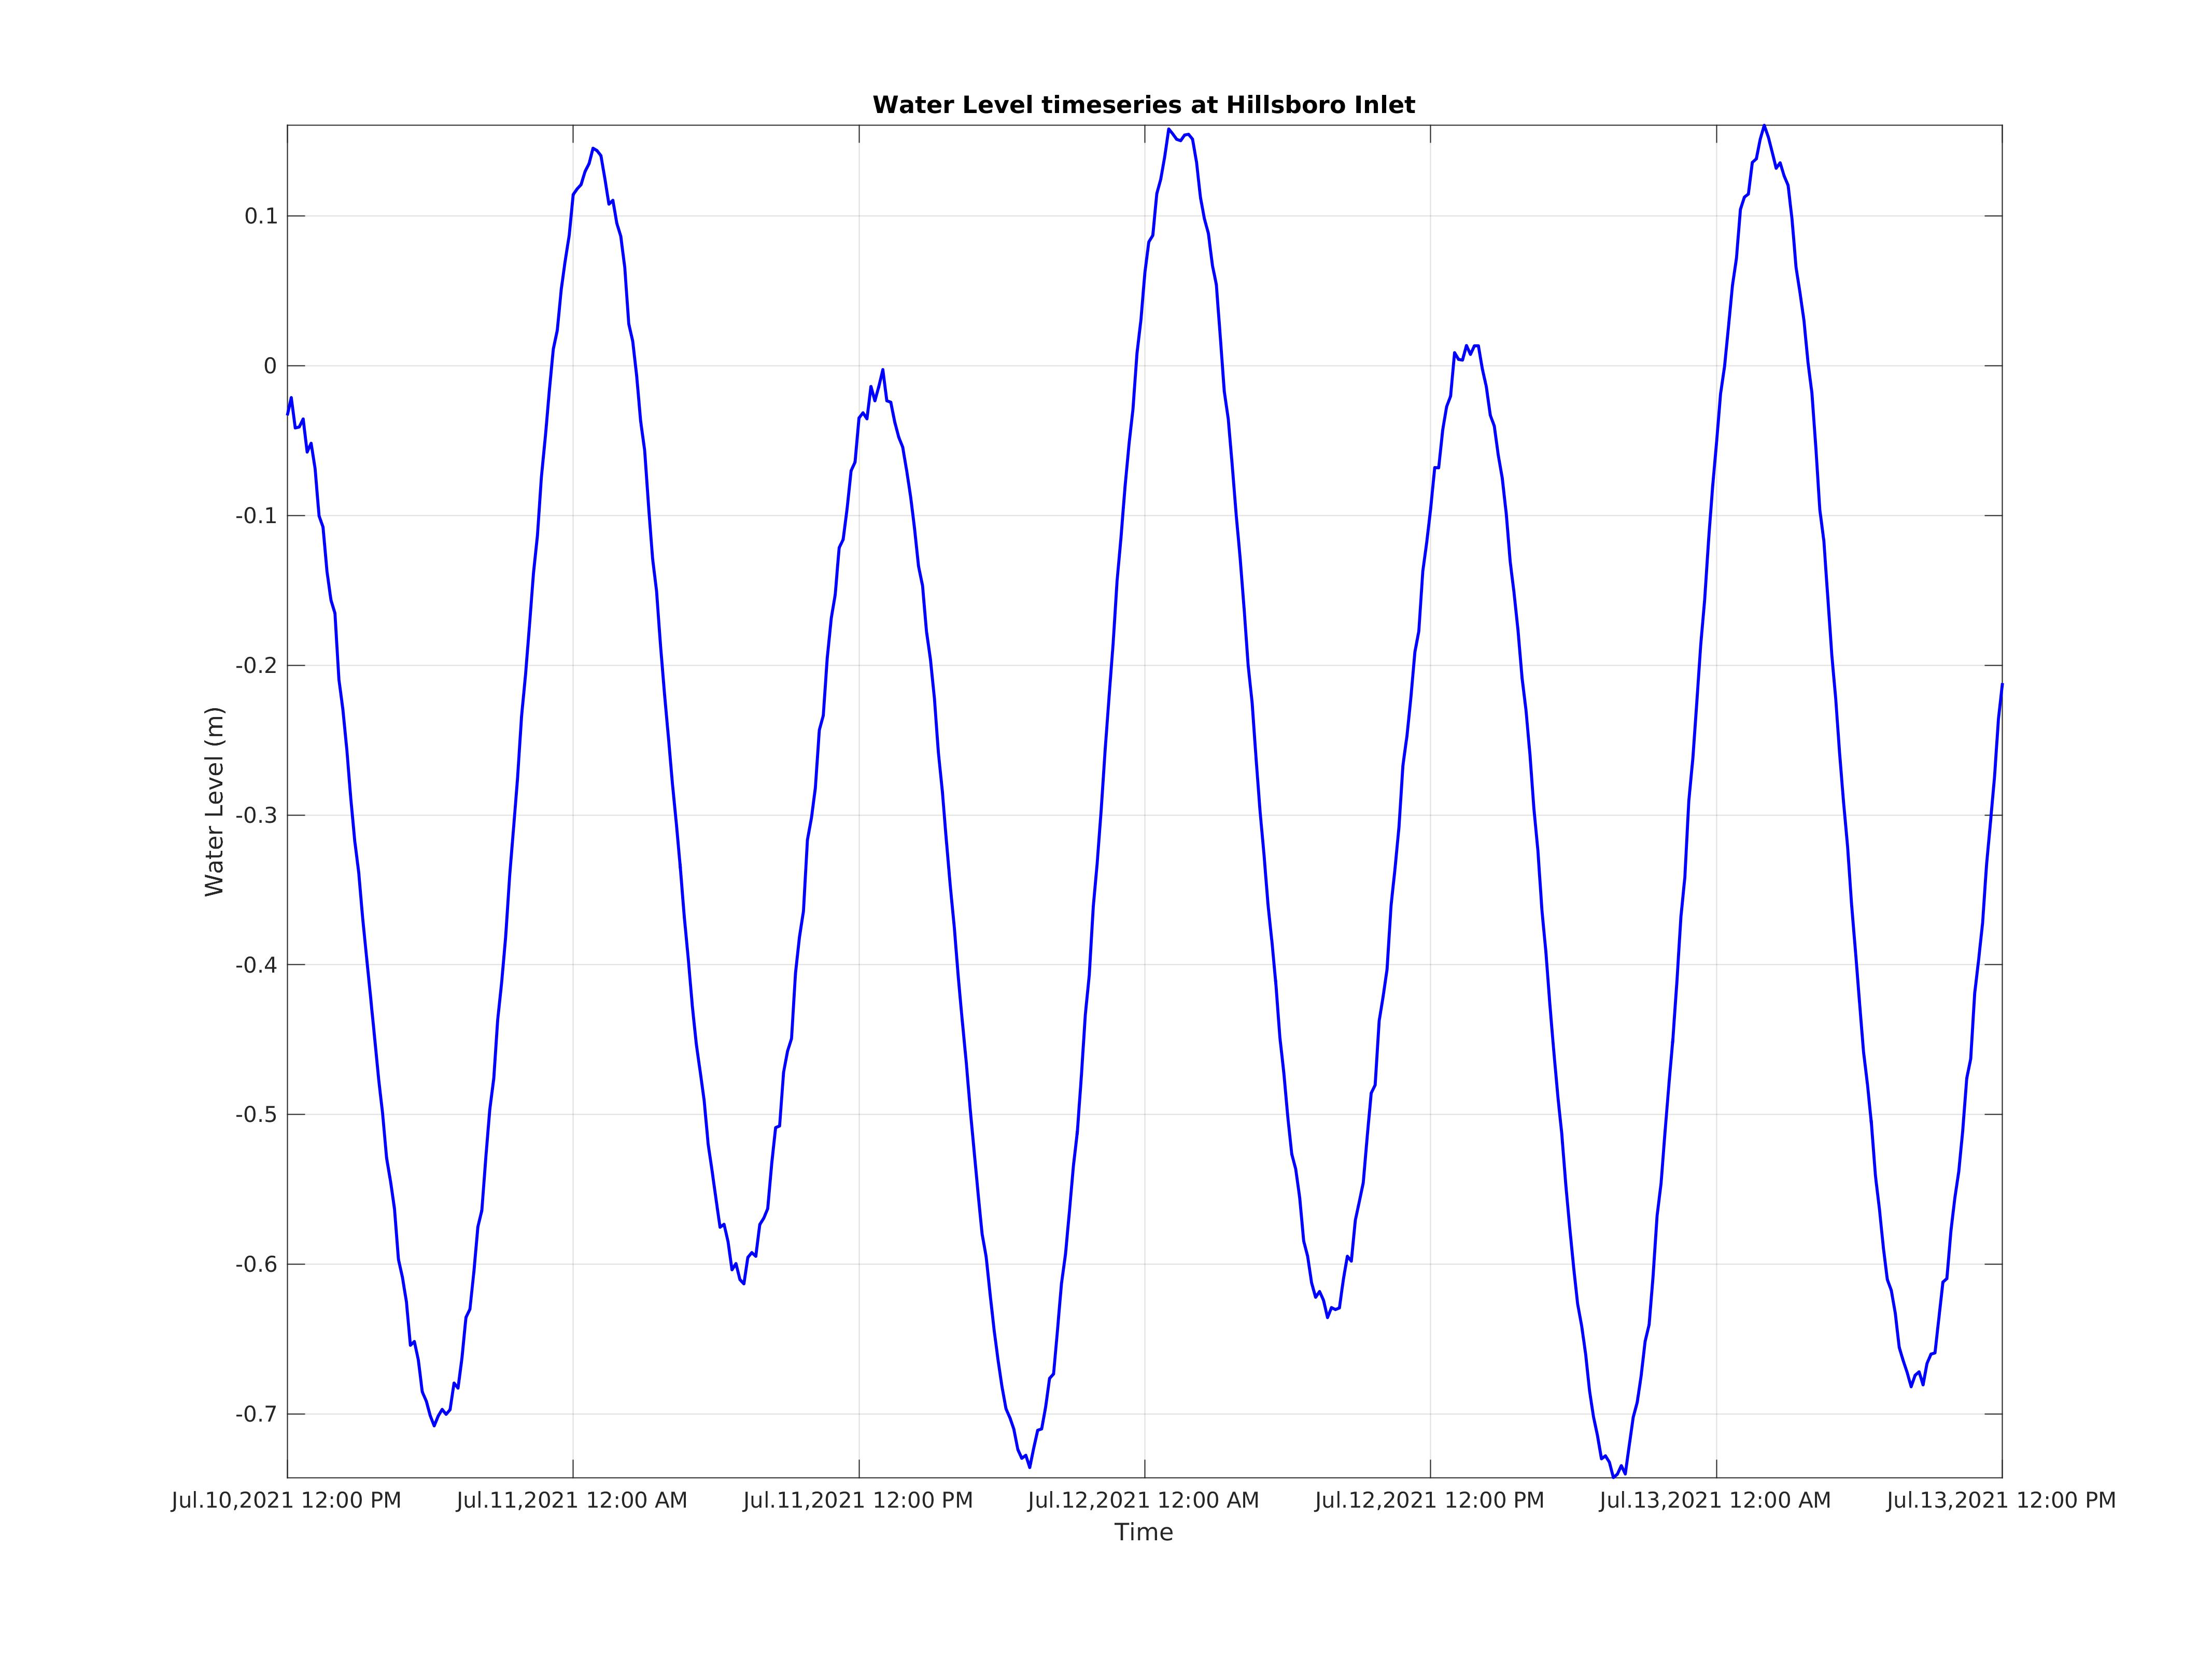 Water Level timeseries at Hillsboro Inlet
0.1
0
-0.1
-0.2
-0.3
-0.4
-0.5
-0.6
-0.7
Water Level (m)
Jul.10,2021 12:00 PM
Jul.11,2021 12:00 AM
Jul.11,2021 12:00 PM
Jul.12,2021 12:00 AM
Jul.12,2021 12:00 PM
Jul.13,2021 12:00 AM
Jul.13,2021 12:00 PM
Time